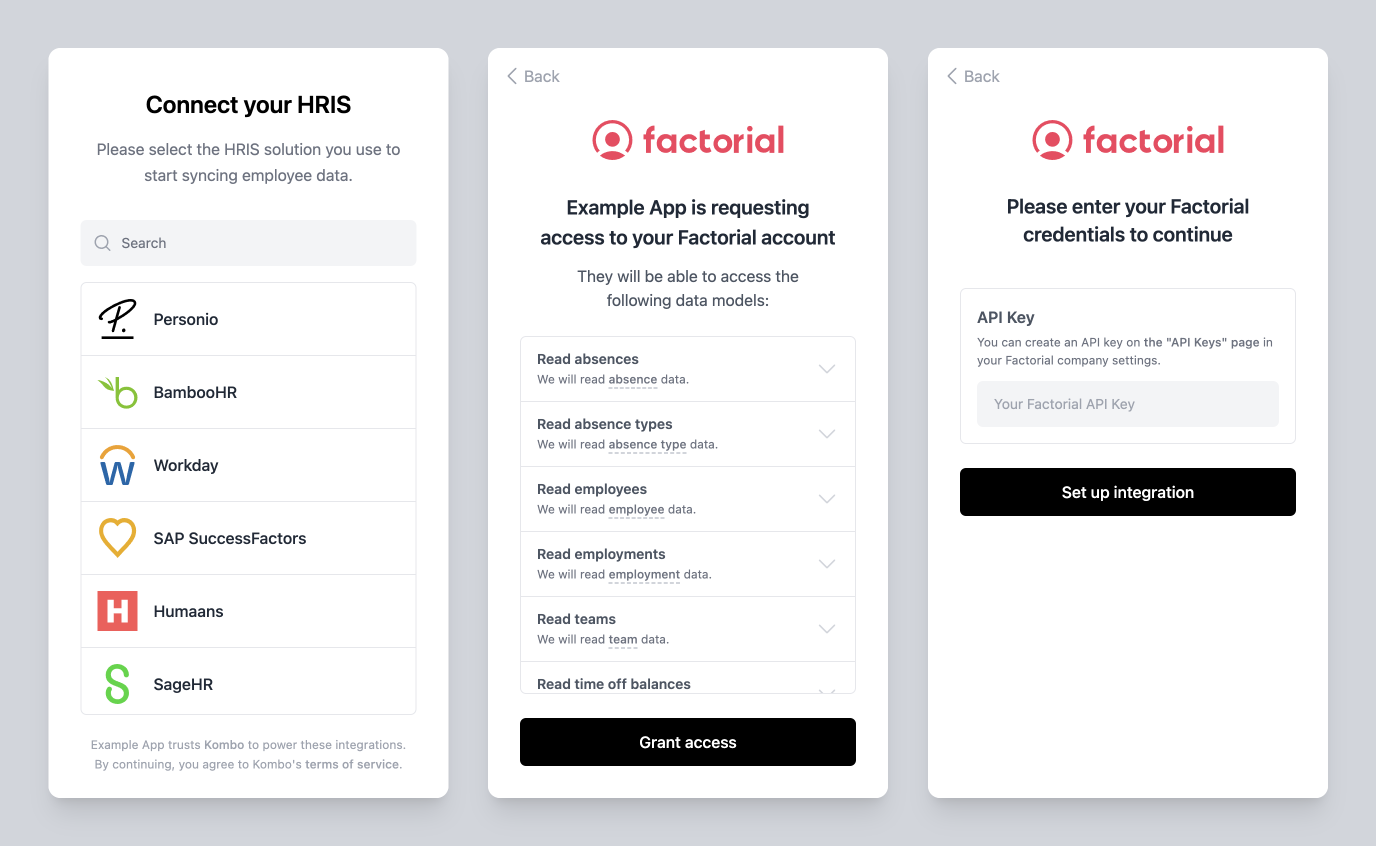 Connect your HRIS
Please select the HRIS solution you use to
start syncing employee data.
Search
Personio
BambooHR
Workday
SAP SuccessFactors
Humaans
SageHR
Example App trusts Kombo to power these integrations.
By continuing, you agree to Kombo's terms of service.
Back
factorial
Example App is requesting
access to your Factorial account
They will be able to access the
following data models:
Read absences
We will read absence data.
Read absence types
We will read absence type data.
Read employees
We will read employee data.
Read employments
We will read employment data.
Read teams
We will read team data.
Read time off balances
Grant access
Back
factorial
Please enter your Factorial
credentials to continue
API Key
You can create an API key on the "API Keys" page in
your Factorial company settings.
Your Factorial API Key
Set up integration